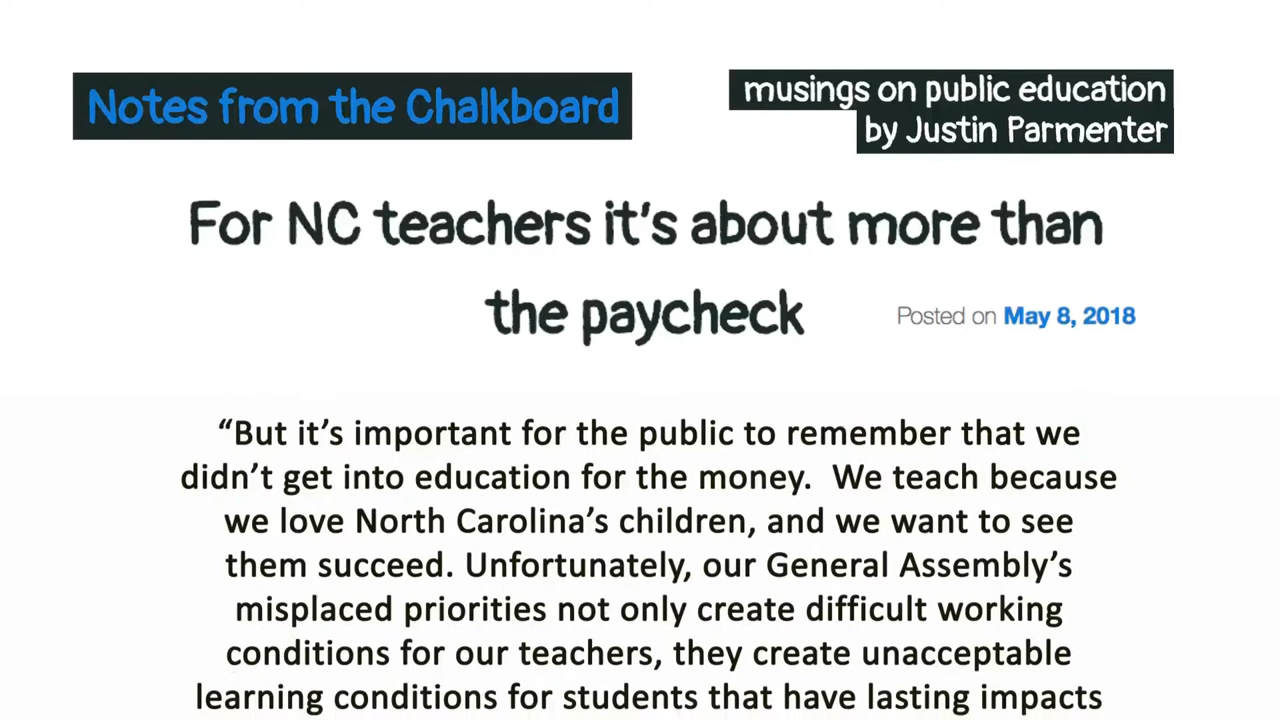 Notes from the Chalkboard
musings on public education
by Justin Parmenter
For NC teachers it's about more than
the paycheck
Posted on May 8, 2018
“But it’s important for the public to remember that we
didn’t get into education for the money.  We teach because
we love North Carolina’s children, and we want to see
them succeed. Unfortunately, our General Assembly’s
misplaced priorities not only create difficult working
conditions for our teachers, they create unacceptable
learning conditions for students that have lasting impacts